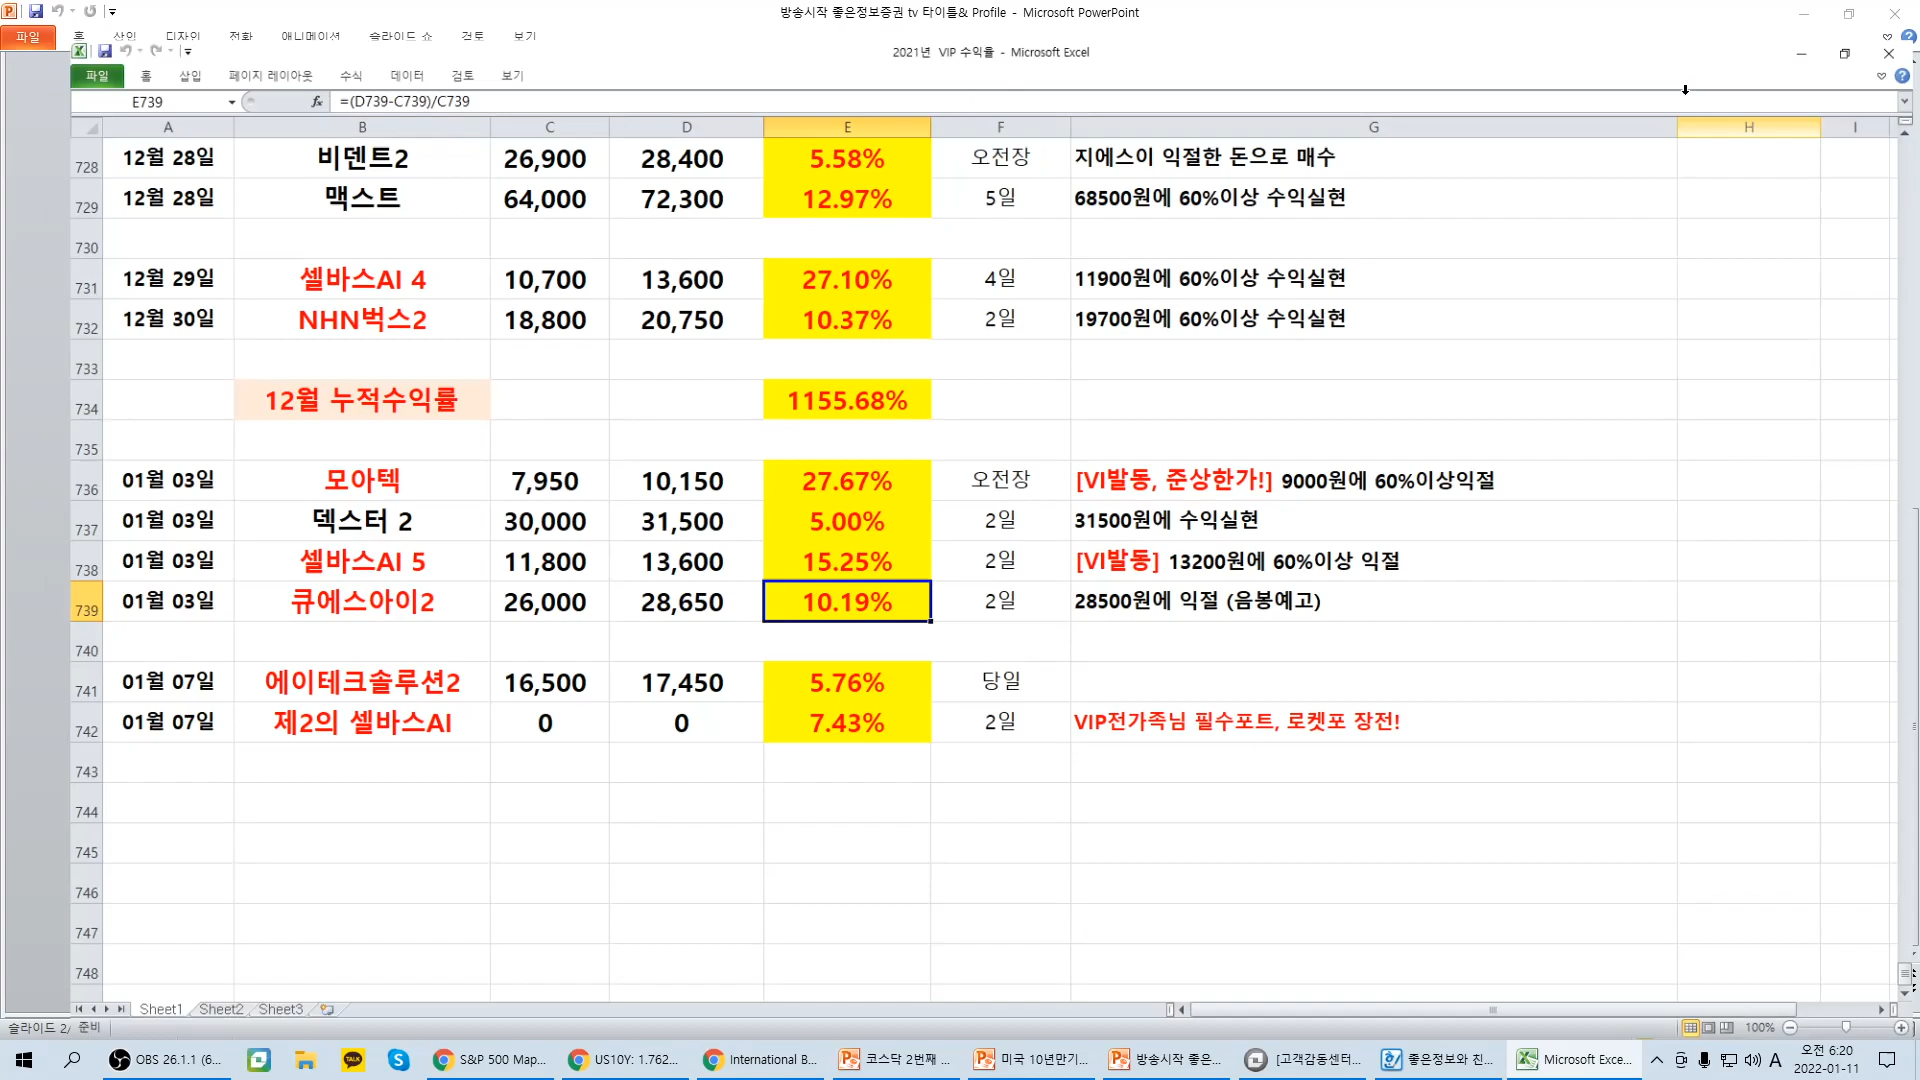 방송시작 좋은정보증권 tv 타이틀& Profile - Microsoft PowerPoint
파일 홈 삽입 디자인 전환 애니메이션 슬라이드 쇼 검토 보기
2021년 VIP 수익율 - Microsoft Excel
파일 홈 삽입 페이지 레이아웃 수식 데이터 검토 보기
E739 fx =(D739-C739)/C739
A B C D E F G H I
728 12월 28일 비덴트2 26,900 28,400 5.58% 오전장 지에스이 익절한 돈으로 매수
729 12월 28일 맥스트 64,000 72,300 12.97% 5일 68500원에 60%이상 수익실현
730
731 12월 29일 셀바스AI 4 10,700 13,600 27.10% 4일 11900원에 60%이상 수익실현
732 12월 30일 NHN벅스2 18,800 20,750 10.37% 2일 19700원에 60%이상 수익실현
733
734 12월 누적수익률 1155.68%
735
736 01월 03일 모아텍 7,950 10,150 27.67% 오전장 [VI발동, 준상한가!] 9000원에 60%이상익절
737 01월 03일 덱스터 2 30,000 31,500 5.00% 2일 31500원에 수익실현
738 01월 03일 셀바스AI 5 11,800 13,600 15.25% 2일 [VI발동] 13200원에 60%이상 익절
739 01월 03일 큐에스아이2 26,000 28,650 10.19% 2일 28500원에 익절 (음봉예고)
740
741 01월 07일 에이테크솔루션2 16,500 17,450 5.76% 당일
742 01월 07일 제2의 셀바스AI 0 0 7.43% 2일 VIP전가족님 필수포트, 로켓포 장전!
743
744
745
746
747
748
Sheet1 Sheet2 Sheet3
슬라이드 2/ 준비 100%
OBS 26.1.1 (6... TALK S&P 500 Map... US10Y: 1.762... International B... 코스닥 2번째 ... 미국 10년만기... 방송시작 좋은... [고객감동센터... 좋은정보와 친... Microsoft Exce... A 오전 6:20
2022-01-11